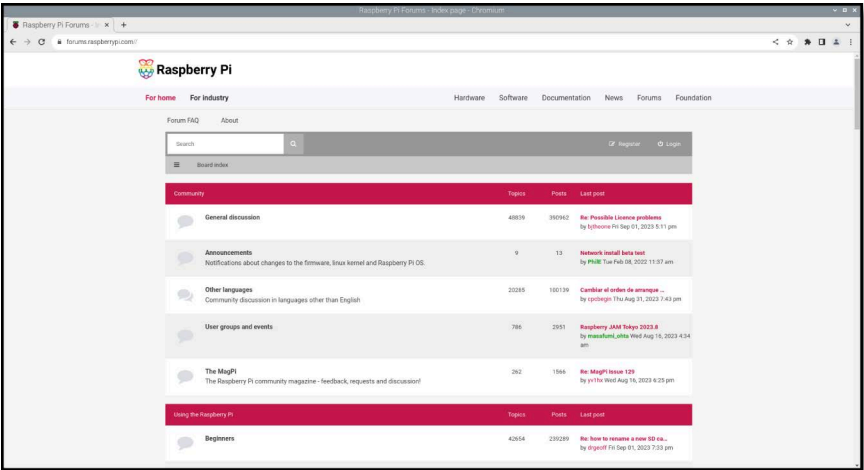 Raspberry Pi Forums - Index page - Chromium
Raspberry Pi Forums - I
forums.raspberrypi.com//
Raspberry Pi
For home For industry Hardware Software Documentation News Forums Foundation
Forum FAQ About
Search Register Login
Board index
Community Topics Posts Last post
General discussion 48839 390962 Re: Possible Licence problems
by bjtheone Fri Sep 01, 2023 5:11 pm
Announcements 9 13 Network install beta test
Notifications about changes to the firmware, linux kernel and Raspberry Pi OS. by PhilE Tue Feb 08, 2022 11:37 am
Other languages 20285 100139 Cambiar el orden de arranque ...
Community discussion in languages other than English by cpcbegin Thu Aug 31, 2023 7:43 pm
User groups and events 786 2951 Raspberry JAM Tokyo 2023.8
by masafumi_ohta Wed Aug 16, 2023 4:34
am
The MagPi 262 1566 Re: MagPi Issue 129
The Raspberry Pi community magazine - feedback, requests and discussion! by yv1hx Wed Aug 16, 2023 6:25 pm
Using the Raspberry Pi Topics Posts Last post
Beginners 42654 239289 Re: how to rename a new SD ca...
by drgeoff Fri Sep 01, 2023 7:33 pm